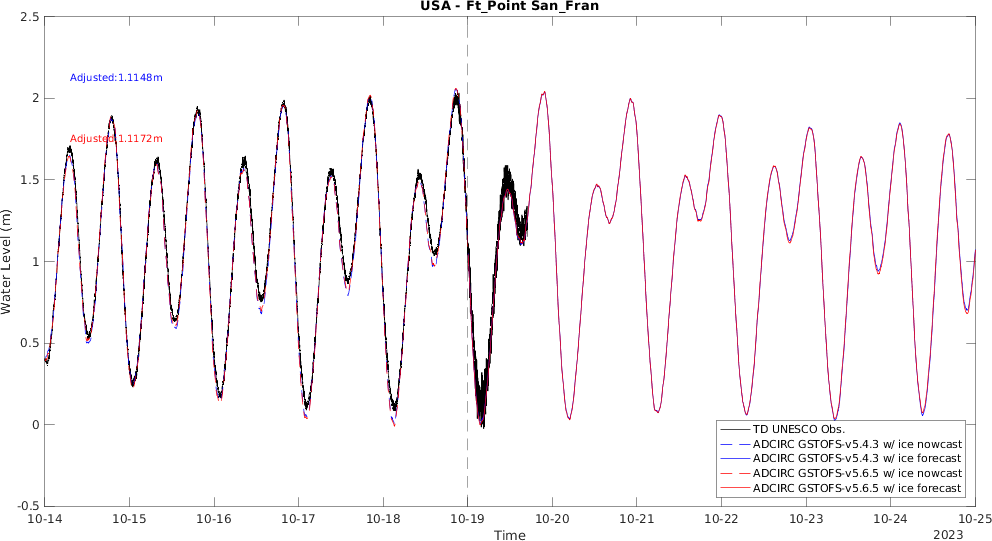 USA - Ft_Point San_Fran
2.5
2
1.5
1
0.5
0
-0.5
Water Level (m)
Adjusted:1.1148m
Adjusted:1.1172m
TD UNESCO Obs.
ADCIRC GSTOFS-v5.4.3 w/ ice nowcast
ADCIRC GSTOFS-v5.4.3 w/ ice forecast
ADCIRC GSTOFS-v5.6.5 w/ ice nowcast
ADCIRC GSTOFS-v5.6.5 w/ ice forecast
10-14 10-15 10-16 10-17 10-18 10-19 10-20 10-21 10-22 10-23 10-24 10-25
Time
2023